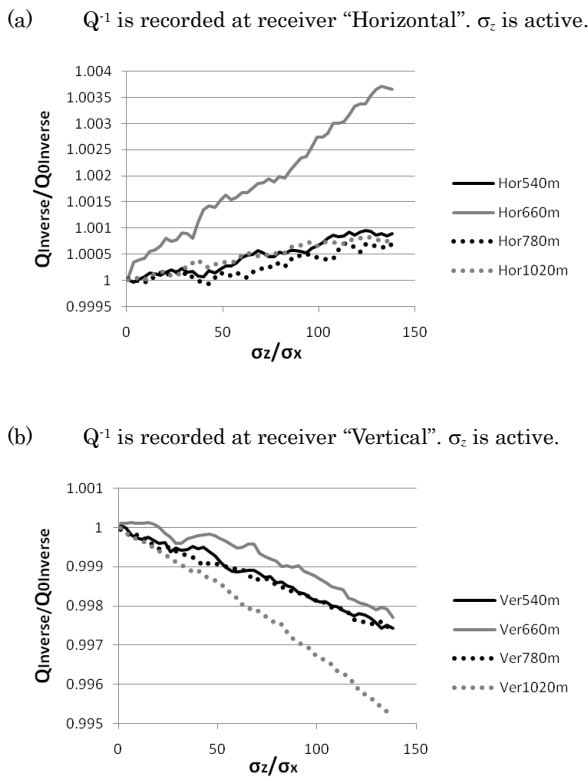 (a) Q-1 is recorded at receiver “Horizontal”. σz is active.
1.004
1.0035
1.003
1.0025
1.002
1.0015
1.001
1.0005
1
0.9995
QInverse/Q0Inverse
0 50 100 150
σz/σx
Hor540m
Hor660m
Hor780m
Hor1020m
(b) Q-1 is recorded at receiver “Vertical”. σz is active.
1.001
1
0.999
0.998
0.997
0.996
0.995
QInverse/Q0Inverse
0 50 100 150
σz/σx
Ver540m
Ver660m
Ver780m
Ver1020m